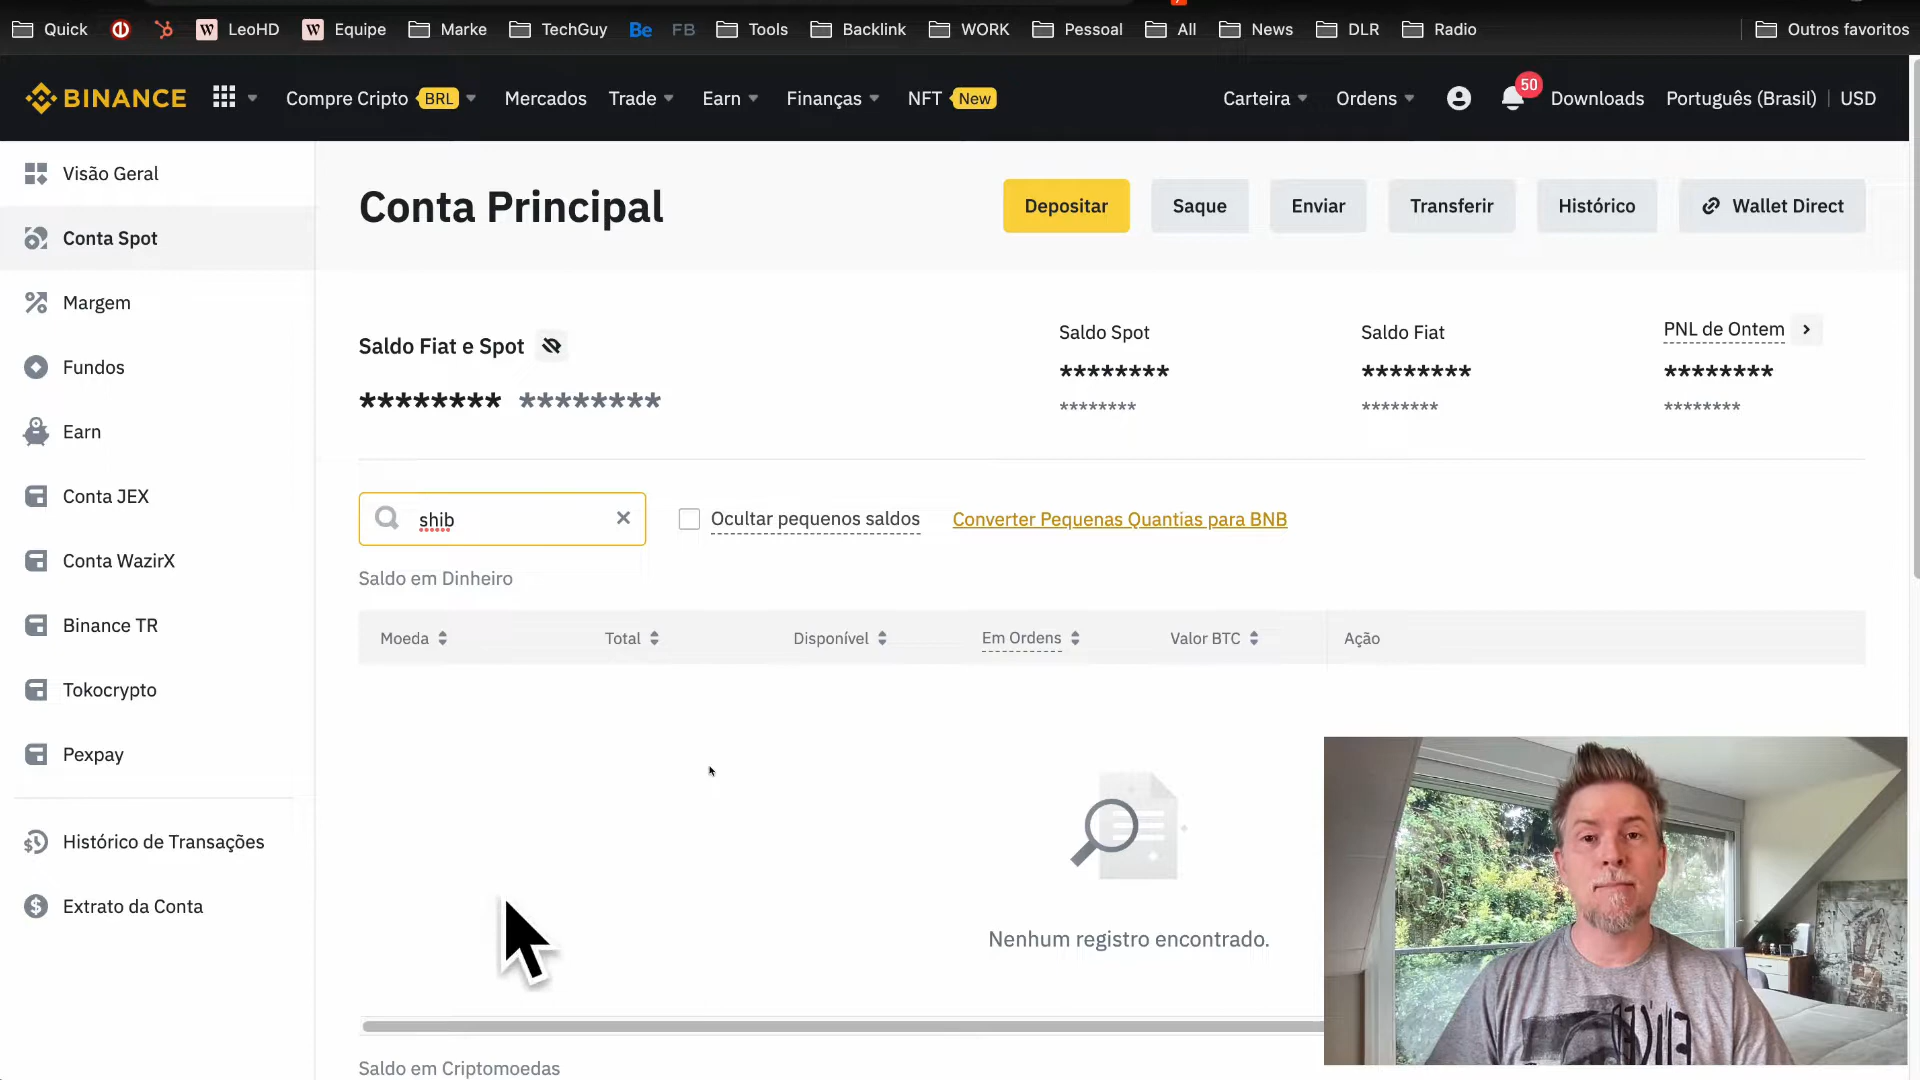 Quick
LeoHD
Equipe
Marke
TechGuy
Be
FB
Tools
Backlink
WORK
Pessoal
All
News
DLR
Radio
Outros favoritos
BINANCE
Compre Cripto BRL
Mercados
Trade
Earn
Finanças
NFT New
Carteira
Ordens
50
Downloads
Português (Brasil)
USD
Visão Geral
Conta Spot
Margem
Fundos
Earn
Conta JEX
Conta WazirX
Binance TR
Tokocrypto
Pexpay
Histórico de Transações
Extrato da Conta
Conta Principal
Depositar
Saque
Enviar
Transferir
Histórico
Wallet Direct
Saldo Fiat e Spot
******** ********
Saldo Spot
********
********
Saldo Fiat
********
********
PNL de Ontem
********
********
shib
Ocultar pequenos saldos
Converter Pequenas Quantias para BNB
Saldo em Dinheiro
Moeda
Total
Disponível
Em Ordens
Valor BTC
Ação
Nenhum registro encontrado.
Saldo em Criptomoedas